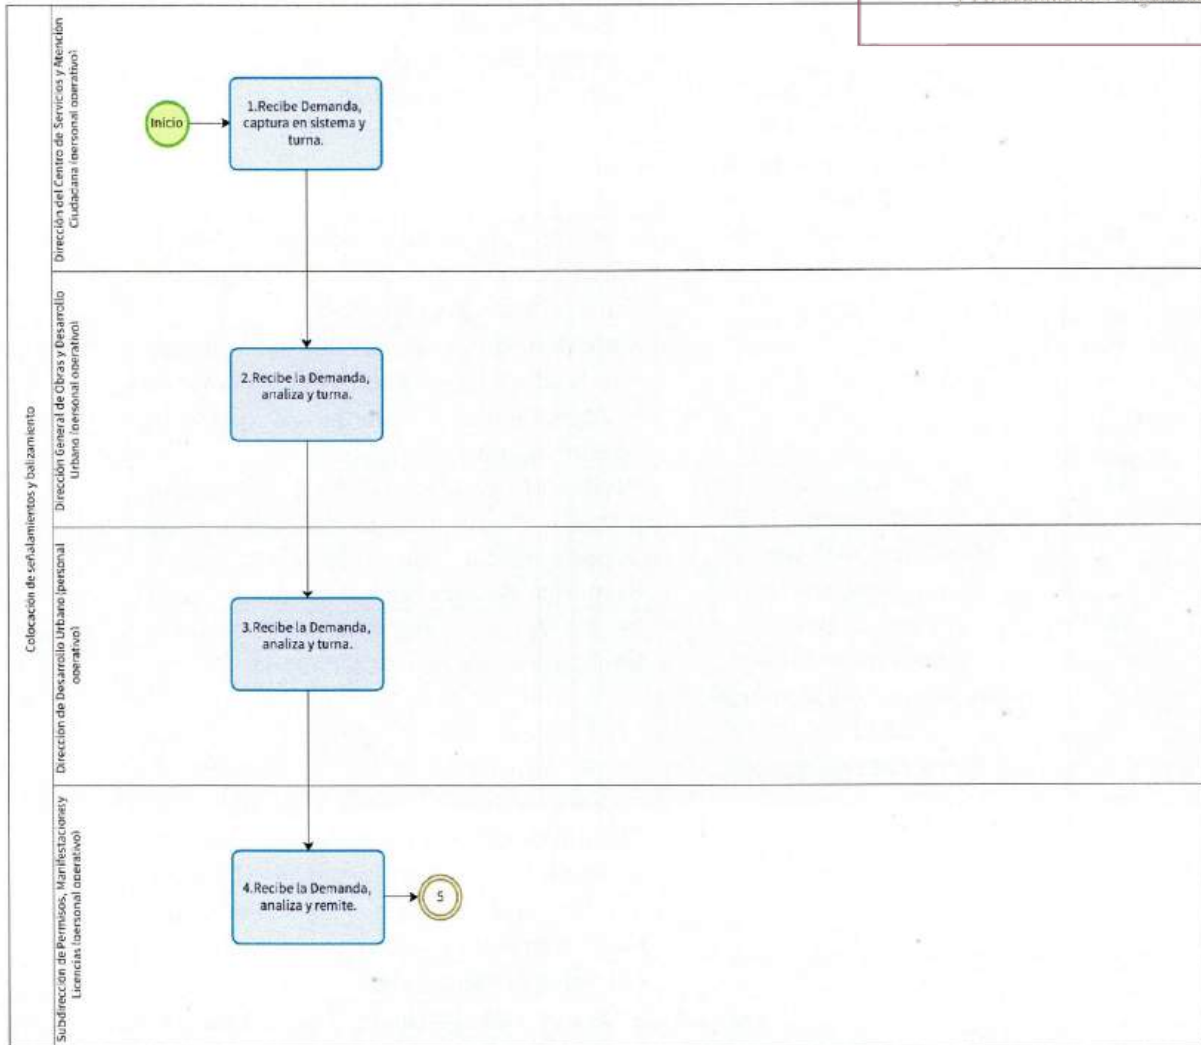 Colocación de señalamientos y balizamiento
Dirección del Centro de Servicios y Atención
Ciudadana (personal operativo)
Inicio
1.Recibe Demanda,
captura en sistema y
turna.
Dirección General de Obras y Desarrollo
Urbano (personal operativo)
2.Recibe la Demanda,
analiza y turna.
Dirección de Desarrollo Urbano (personal
operativo)
3.Recibe la Demanda,
analiza y turna.
Subdirección de Permisos, Manifestaciones y
Licencias (personal operativo)
4.Recibe la Demanda,
analiza y remite.
5